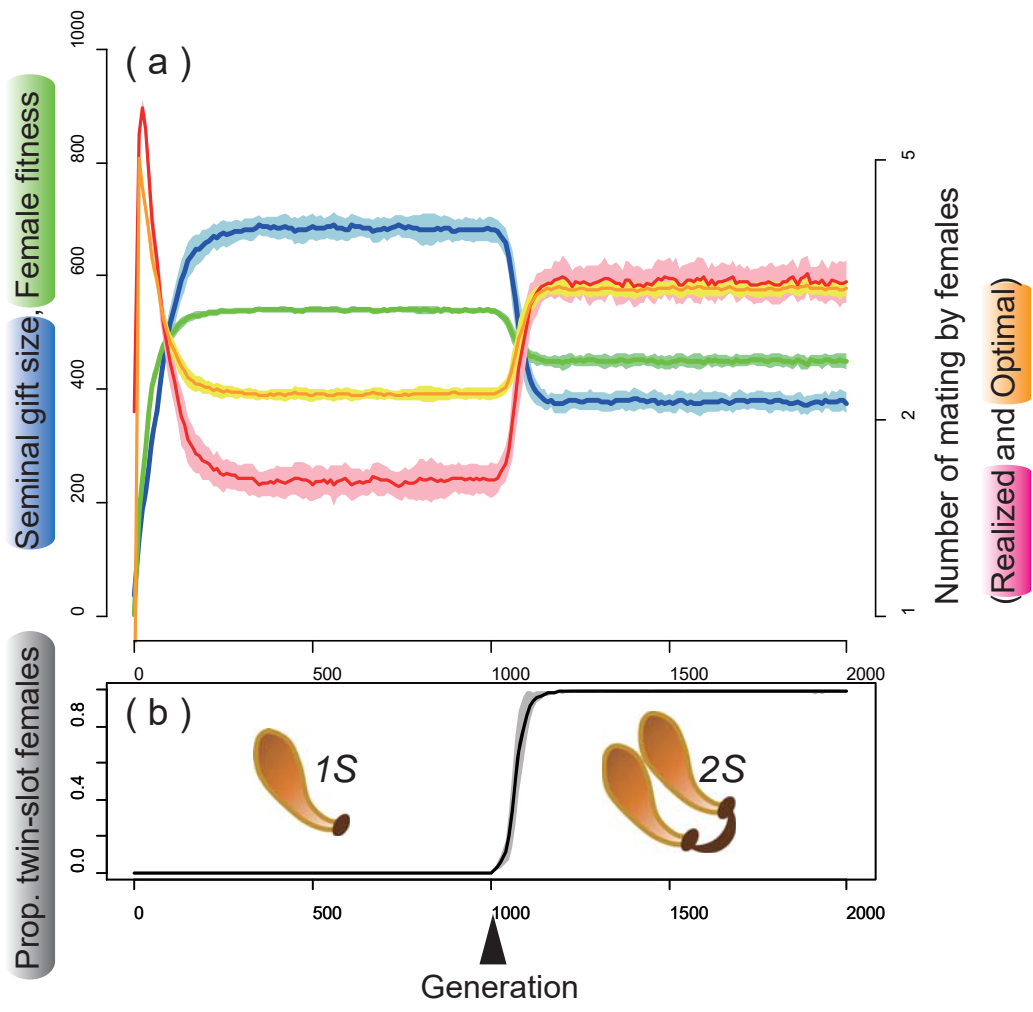 ( a )
Seminal gift size, Female fitness
1000
800
600
400
200
0
5
2
1
Number of mating by females
(Realized and Optimal)
0
500
1000
1500
2000
Prop. twin-slot females
( b )
0.8
0.4
0.0
1S
2S
0
500
1000
1500
2000
Generation